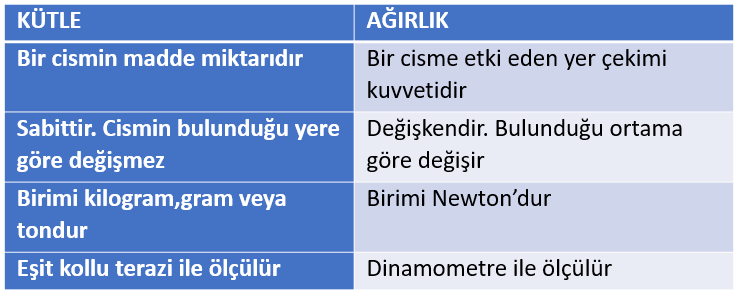 KÜTLE
AĞIRLIK
Bir cismin madde miktarıdır
Bir cisme etki eden yer çekimi
kuvvetidir
Sabittir. Cismin bulunduğu yere
göre değişmez
Değişkendir. Bulunduğu ortama
göre değişir
Birimi kilogram,gram veya
tondur
Birimi Newton’dur
Eşit kollu terazi ile ölçülür
Dinamometre ile ölçülür